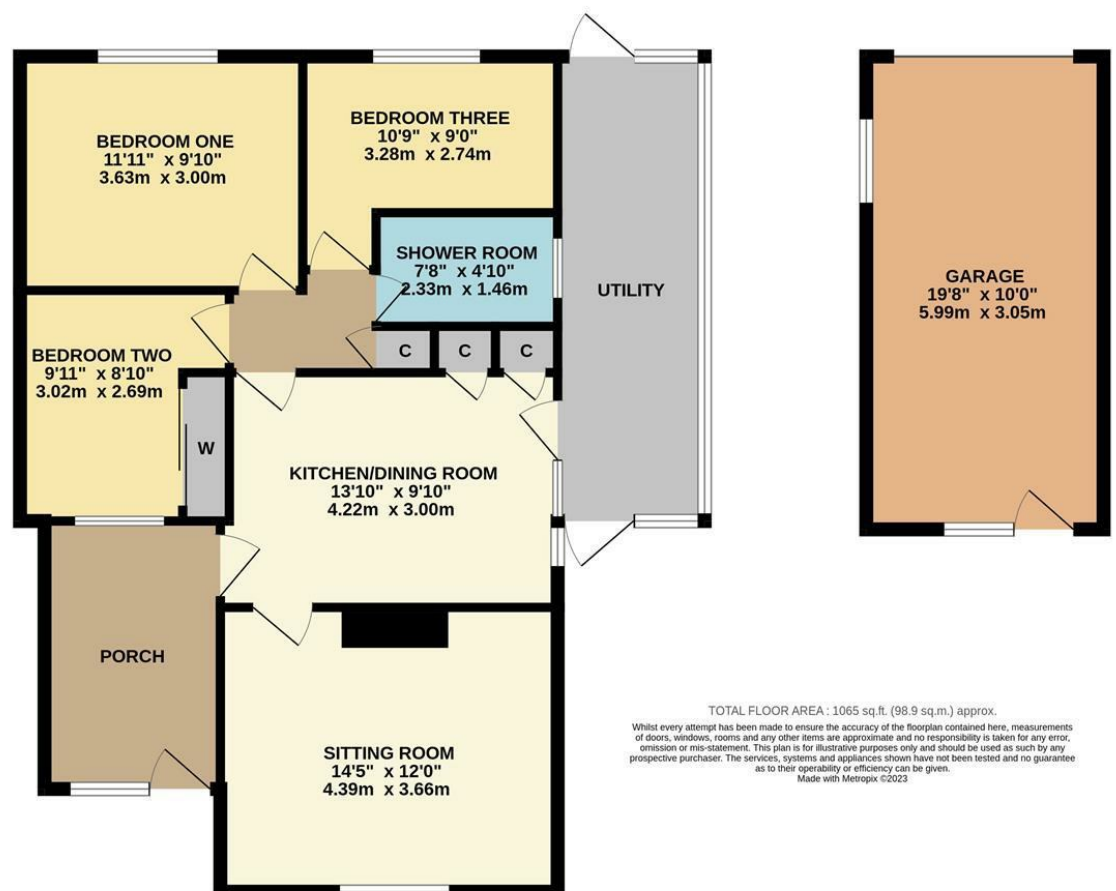 BEDROOM ONE
11'11" x 9'10"
3.63m x 3.00m
BEDROOM THREE
10'9" x 9'0"
3.28m x 2.74m
SHOWER ROOM
7'8" x 4'10"
2.33m x 1.46m
UTILITY
GARAGE
19'8" x 10'0"
5.99m x 3.05m
BEDROOM TWO
9'11" x 8'10"
3.02m x 2.69m
C
C
C
W
KITCHEN/DINING ROOM
13'10" x 9'10"
4.22m x 3.00m
PORCH
SITTING ROOM
14'5" x 12'0"
4.39m x 3.66m
TOTAL FLOOR AREA : 1065 sq.ft. (98.9 sq.m.) approx.
Whilst every attempt has been made to ensure the accuracy of the floorplan contained here, measurements
of doors, windows, rooms and any other items are approximate and no responsibility is taken for any error,
omission or mis-statement. This plan is for illustrative purposes only and should be used as such by any
prospective purchaser. The services, systems and appliances shown have not been tested and no guarantee
as to their operability or efficiency can be given.
Made with Metropix ©2023